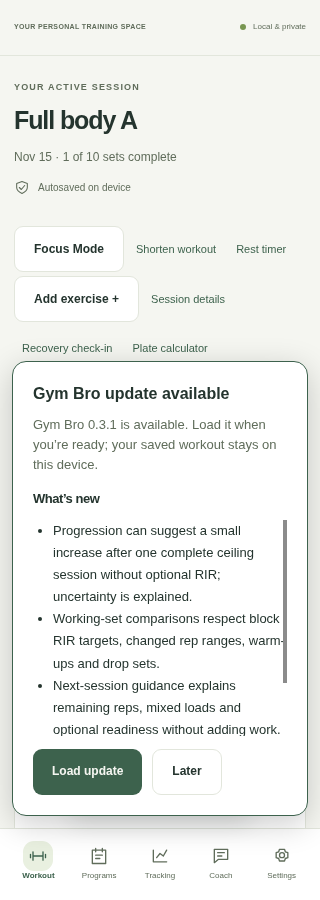 YOUR PERSONAL TRAINING SPACE
Local & private
YOUR ACTIVE SESSION
Full body A
Nov 15 · 1 of 10 sets complete
Autosaved on device
Focus Mode
Shorten workout
Rest timer
Add exercise +
Session details
Recovery check-in
Plate calculator
Gym Bro update available
Gym Bro 0.3.1 is available. Load it when
you're ready; your saved workout stays on
this device.
What's new
• Progression can suggest a small
increase after one complete ceiling
session without optional RIR;
uncertainty is explained.
• Working-set comparisons respect block
RIR targets, changed rep ranges, warm-
ups and drop sets.
• Next-session guidance explains
remaining reps, mixed loads and
optional readiness without adding work.
Load update
Later
Workout
Programs
Tracking
Coach
Settings